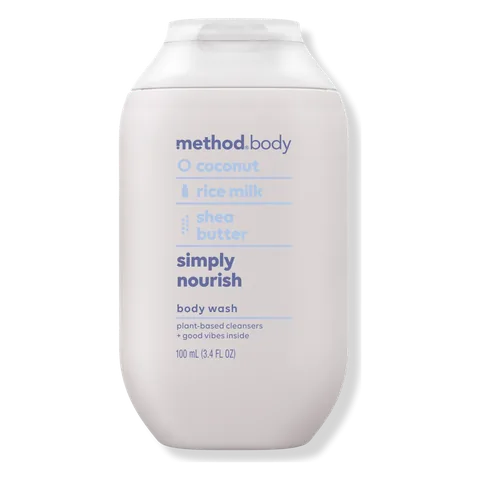 method.body
coconut
rice milk
shea
butter
simply
nourish
body wash
plant-based cleansers
+ good vibes inside
100 mL (3.4 FL OZ)